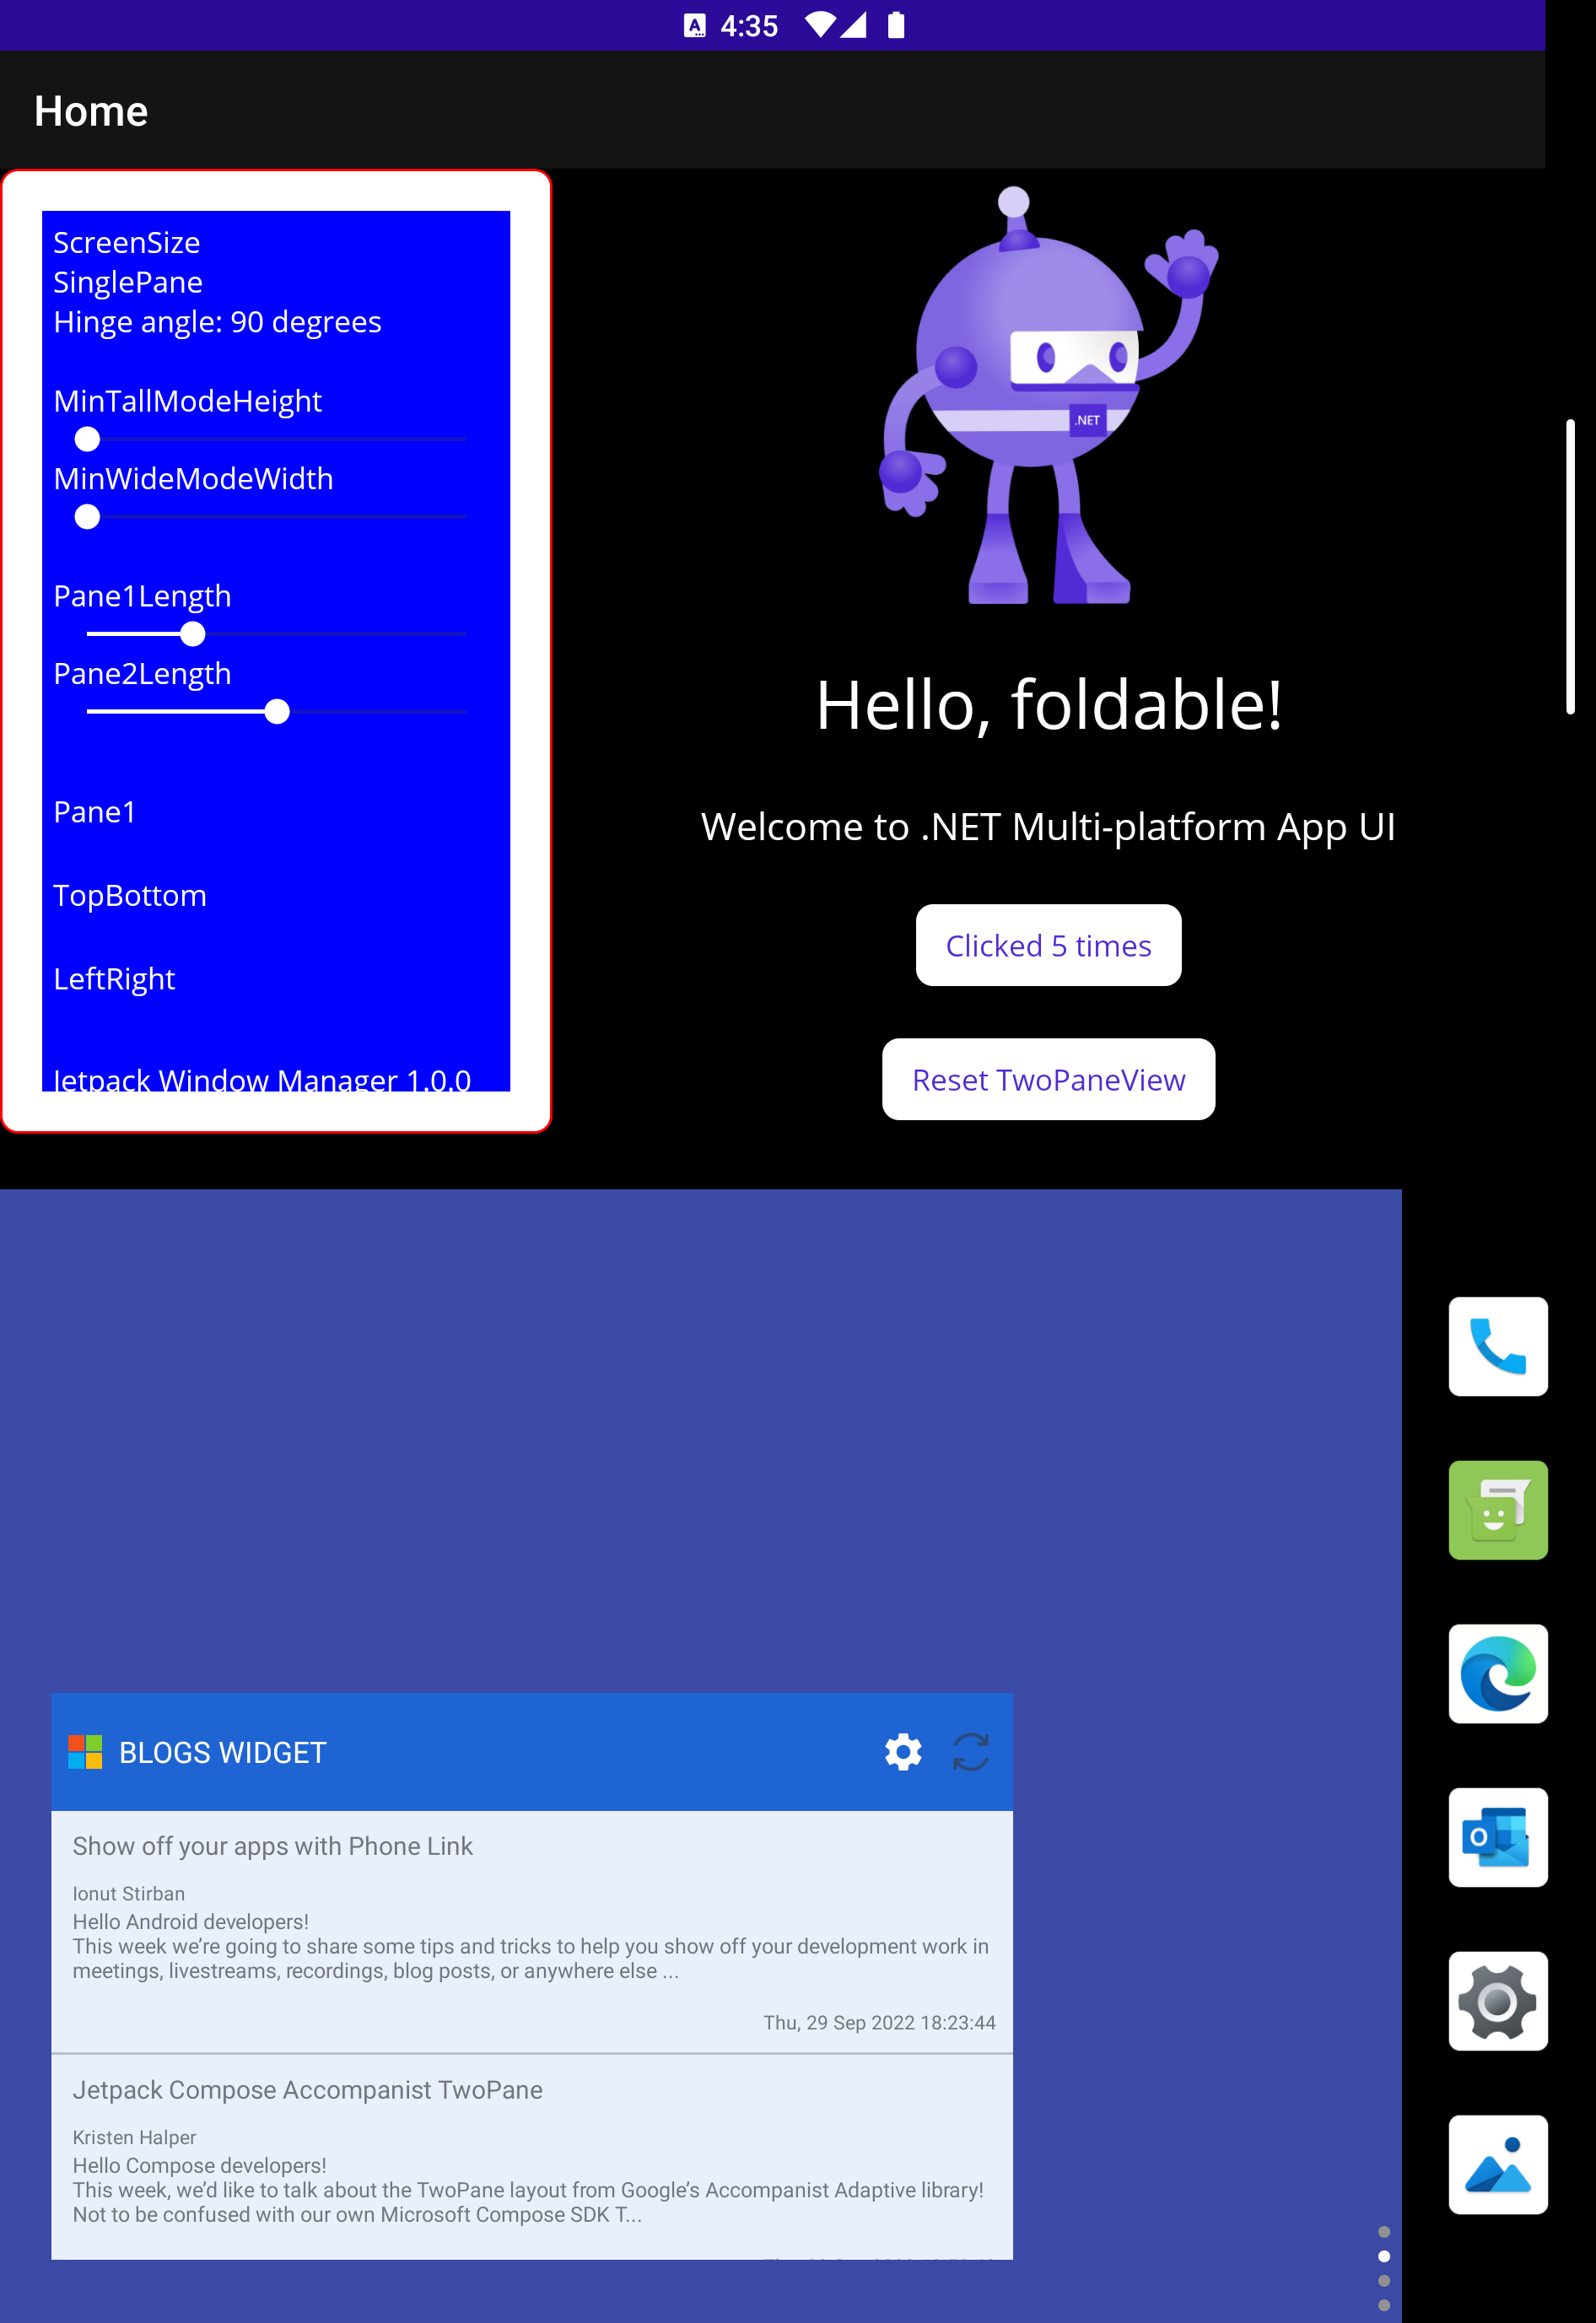 4:35
Home
ScreenSize
SinglePane
Hinge angle: 90 degrees
MinTallModeHeight
MinWideModeWidth
Pane1Length
Pane2Length
Pane1
TopBottom
LeftRight
Jetpack Window Manager 1.0.0
.NET
Hello, foldable!
Welcome to .NET Multi-platform App UI
Clicked 5 times
Reset TwoPaneView
BLOGS WIDGET
Show off your apps with Phone Link
Ionut Stirban
Hello Android developers!
This week we’re going to share some tips and tricks to help you show off your development work in
meetings, livestreams, recordings, blog posts, or anywhere else ...
Thu, 29 Sep 2022 18:23:44
Jetpack Compose Accompanist TwoPane
Kristen Halper
Hello Compose developers!
This week, we’d like to talk about the TwoPane layout from Google’s Accompanist Adaptive library!
Not to be confused with our own Microsoft Compose SDK T...